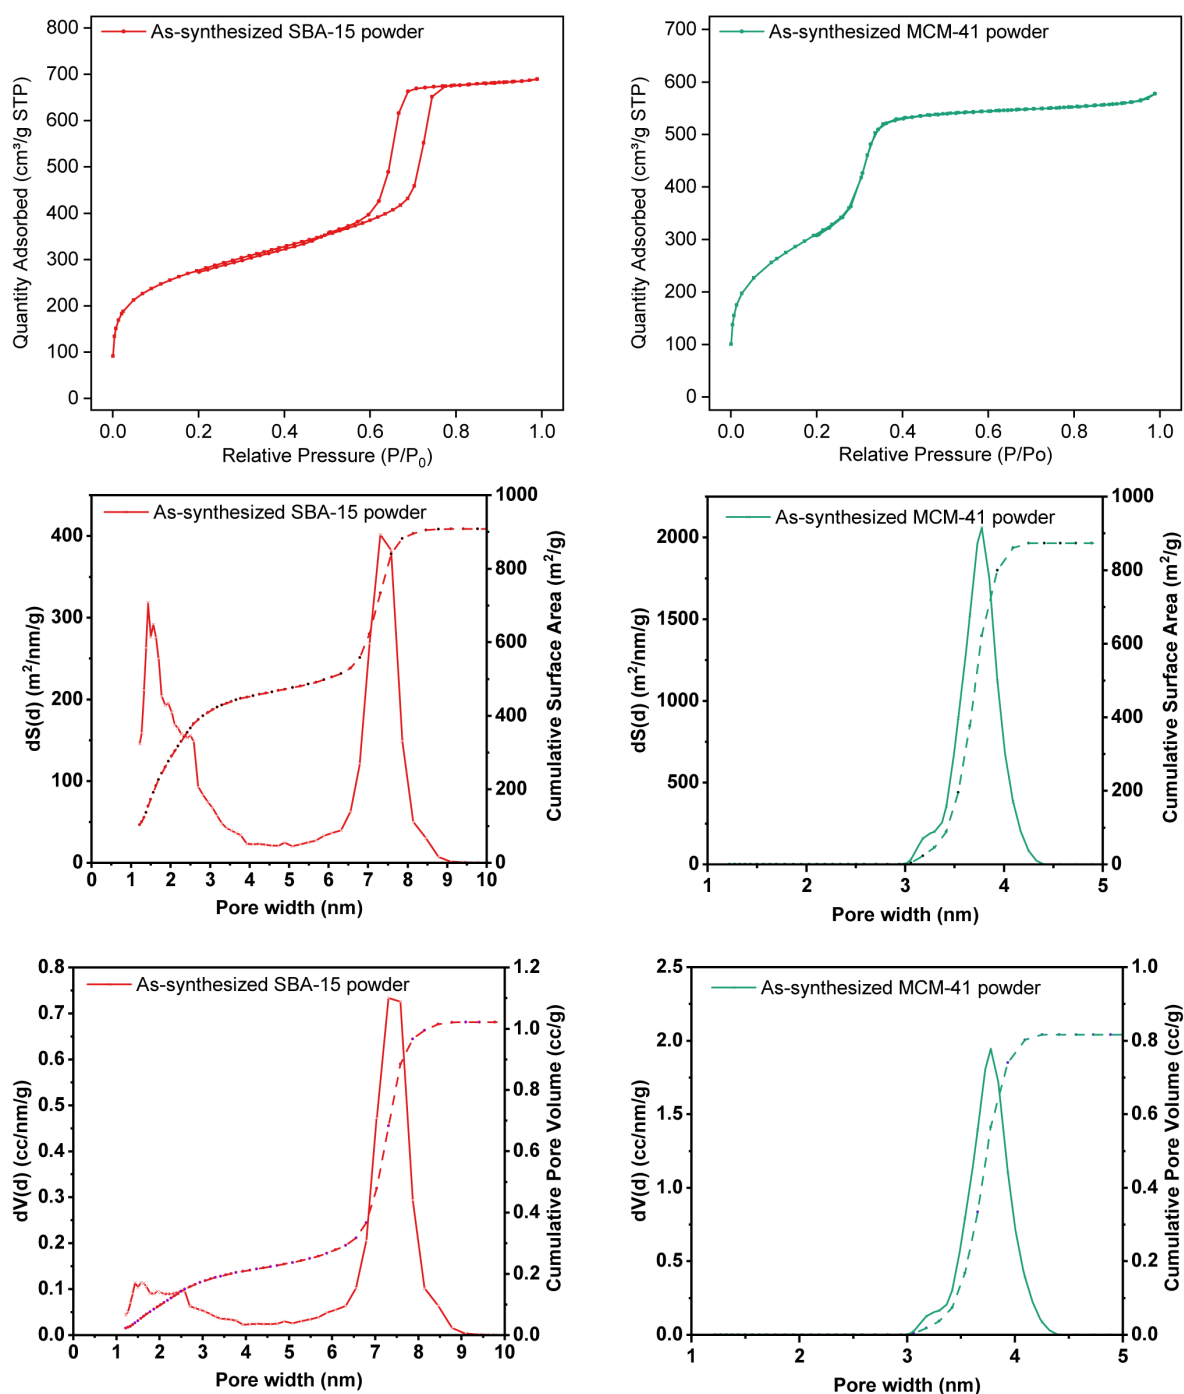 As-synthesized SBA-15 powder
800
700
600
500
400
300
200
100
0
Quantity Adsorbed (cm³/g STP)
0.0 0.2 0.4 0.6 0.8 1.0
Relative Pressure (P/P0)
As-synthesized MCM-41 powder
700
600
500
400
300
200
100
0
Quantity Adsorbed (cm³/g STP)
0.0 0.2 0.4 0.6 0.8 1.0
Relative Pressure (P/Po)
As-synthesized SBA-15 powder
400
300
200
100
0
dS(d) (m²/nm/g)
1000
800
600
400
200
0
Cumulative Surface Area (m²/g)
0 1 2 3 4 5 6 7 8 9 10
Pore width (nm)
As-synthesized MCM-41 powder
2000
1500
1000
500
0
dS(d) (m²/nm/g)
1000
800
600
400
200
0
Cumulative Surface Area (m²/g)
1 2 3 4 5
Pore width (nm)
As-synthesized SBA-15 powder
0.8
0.7
0.6
0.5
0.4
0.3
0.2
0.1
0.0
dV(d) (cc/nm/g)
1.2
1.0
0.8
0.6
0.4
0.2
0.0
Cumulative Pore Volume (cc/g)
0 1 2 3 4 5 6 7 8 9 10
Pore width (nm)
As-synthesized MCM-41 powder
2.5
2.0
1.5
1.0
0.5
0.0
dV(d) (cc/nm/g)
1.0
0.8
0.6
0.4
0.2
0.0
Cumulative Pore Volume (cc/g)
1 2 3 4 5
Pore width (nm)